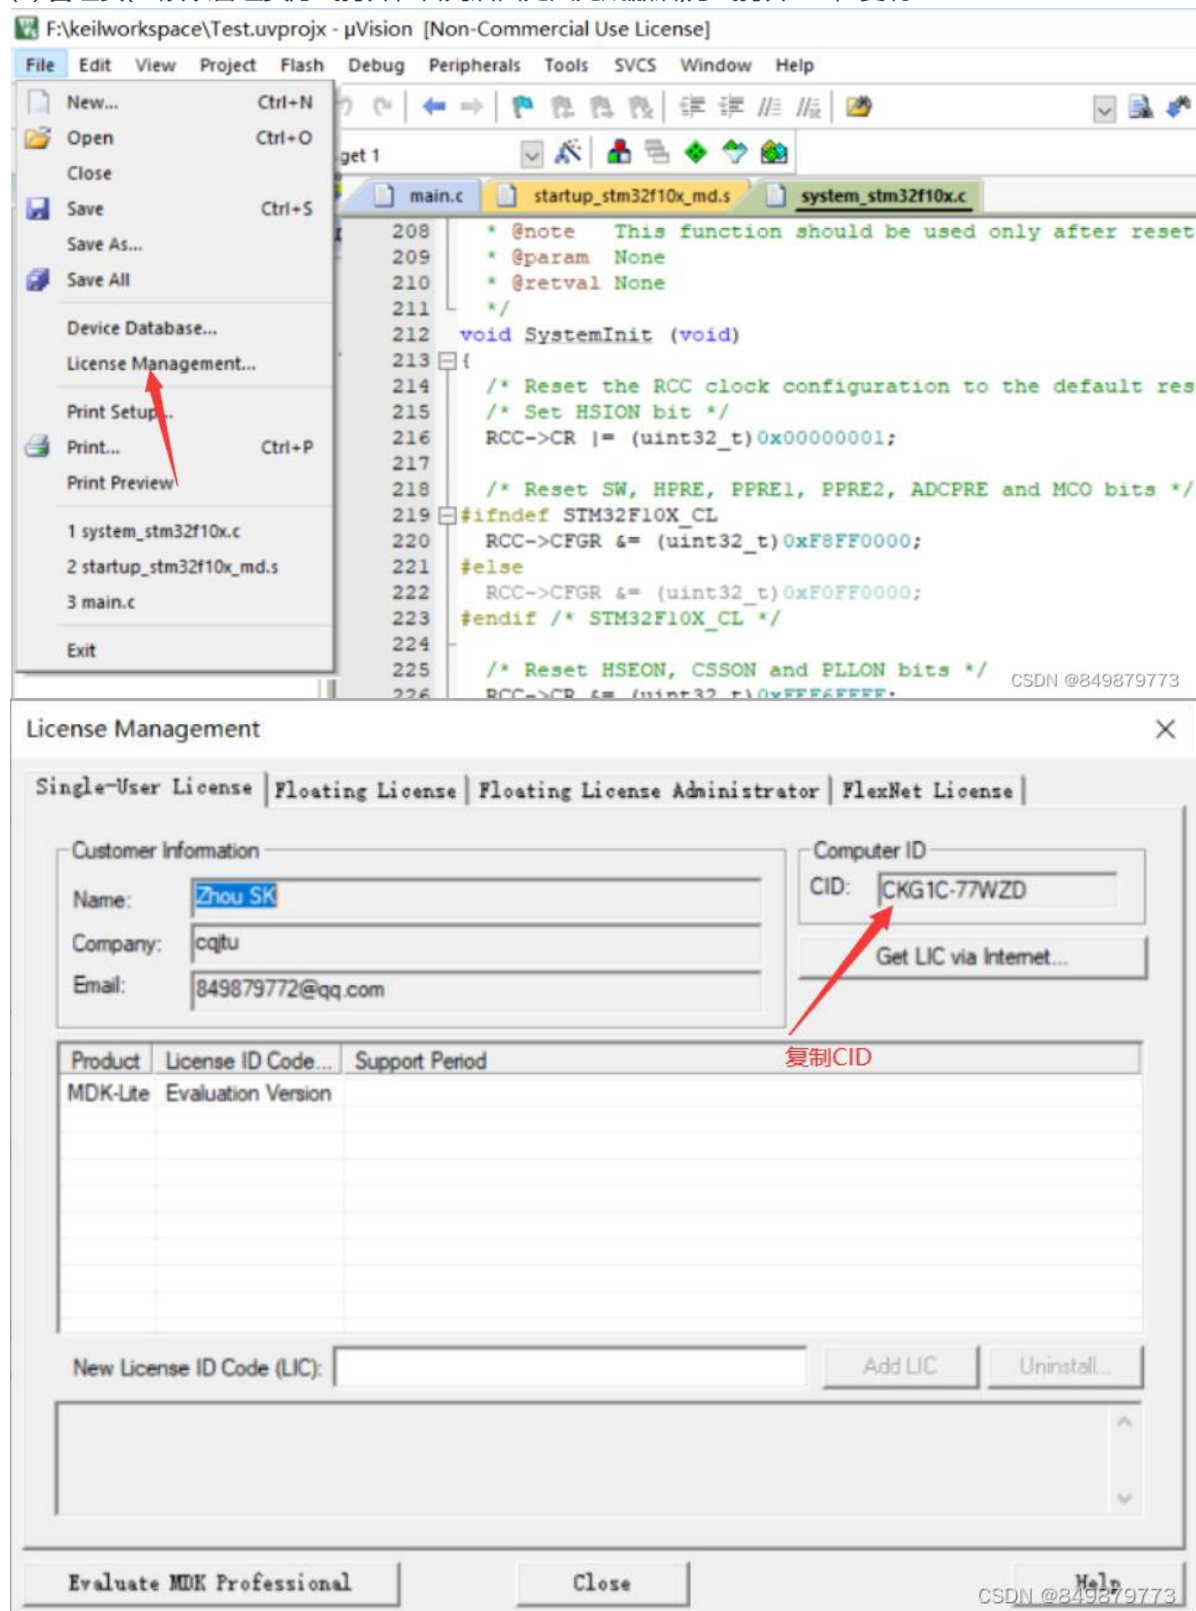 F:\keilworkspace\Test.uvprojx - µVision [Non-Commercial Use License]
File Edit View Project Flash Debug Peripherals Tools SVCS Window Help
New... Ctrl+N
Open Ctrl+O
Close
Save Ctrl+S
Save As...
Save All
Device Database...
License Management...
Print Setup...
Print... Ctrl+P
Print Preview
1 system_stm32f10x.c
2 startup_stm32f10x_md.s
3 main.c
Exit
get 1
main.c startup_stm32f10x_md.s system_stm32f10x.c
208 * @note This function should be used only after reset
209 * @param None
210 * @retval None
211 */
212 void SystemInit (void)
213 {
214 /* Reset the RCC clock configuration to the default res
215 /* Set HSION bit */
216 RCC->CR |= (uint32_t)0x00000001;
217
218 /* Reset SW, HPRE, PPRE1, PPRE2, ADCPRE and MCO bits */
219 #ifndef STM32F10X_CL
220 RCC->CFGR &= (uint32_t)0xF8FF0000;
221 #else
222 RCC->CFGR &= (uint32_t)0xF0FF0000;
223 #endif /* STM32F10X_CL */
224
225 /* Reset HSEON, CSSON and PLLON bits */
226 RCC->CR &= (uint32_t)0xFEF6FFFF;
CSDN @849879773
License Management
Single-User License Floating License Floating License Administrator FlexNet License
Customer Information
Name: Zhou SK
Company: cqjtu
Email: 849879772@qq.com
Computer ID
CID: CKG1C-77WZD
Get LIC via Internet...
复制CID
Product License ID Code... Support Period
MDK-Lite Evaluation Version
New License ID Code (LIC): Add LIC Uninstall...
Evaluate MDK Professional Close Help
CSDN @849879773